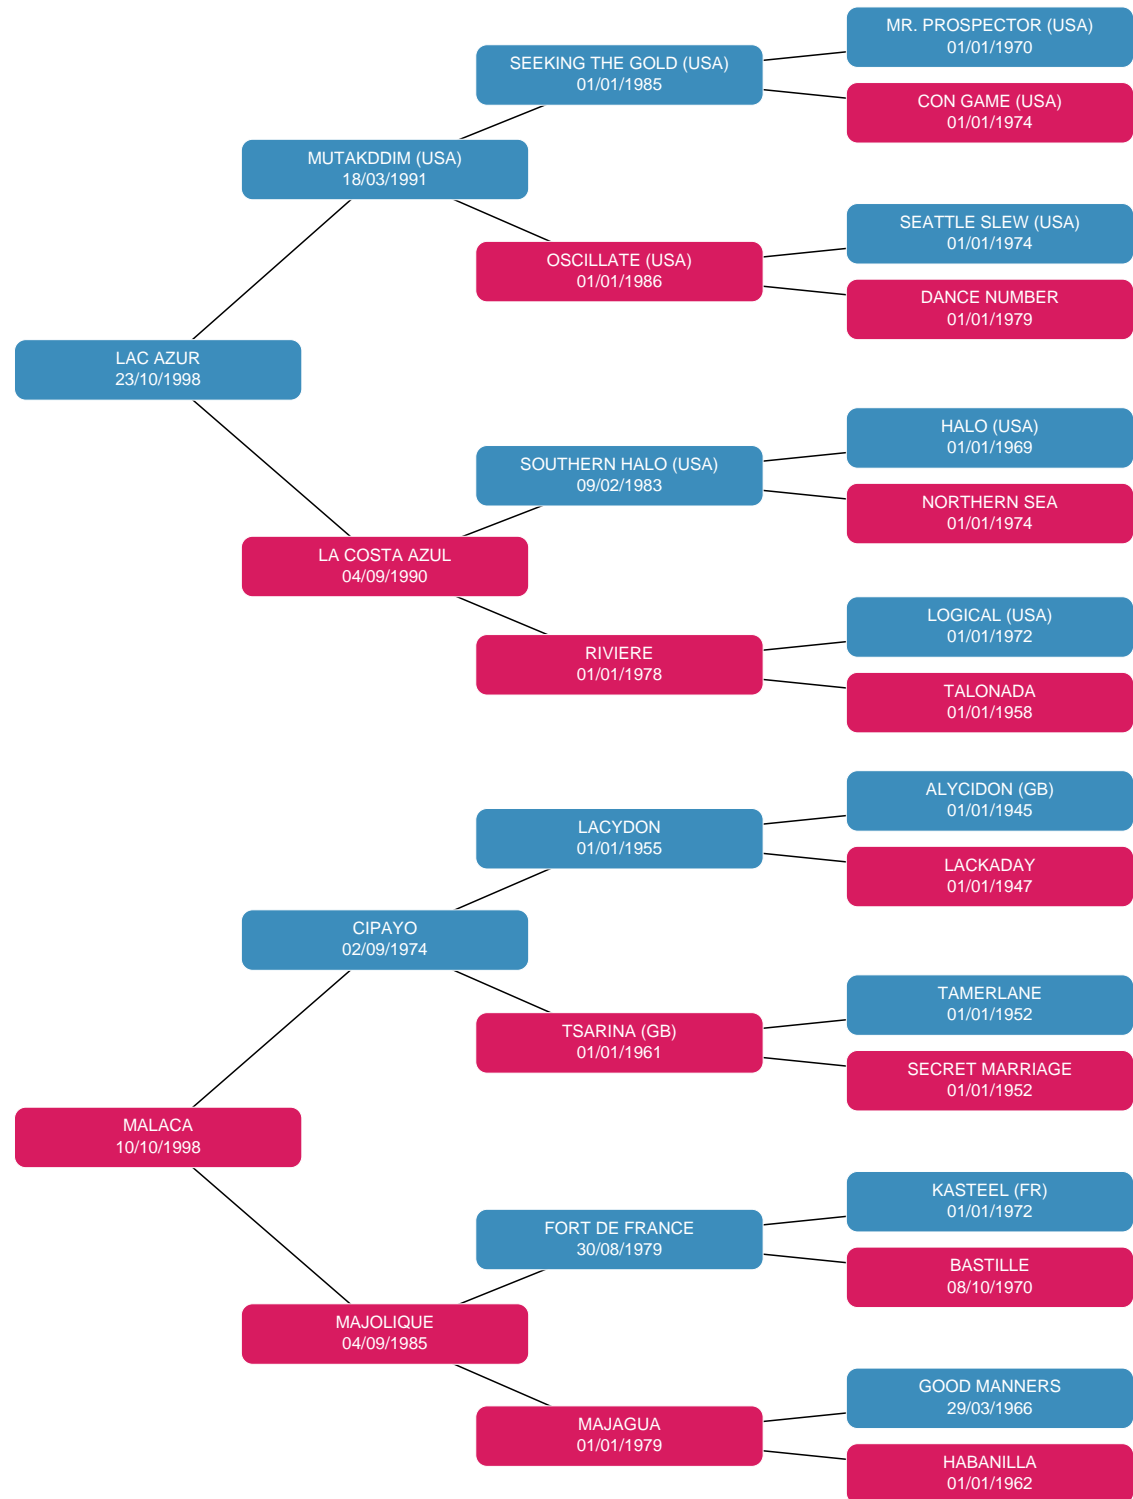 MR. PROSPECTOR (USA)
01/01/1970
SEEKING THE GOLD (USA)
01/01/1985
CON GAME (USA)
01/01/1974
MUTAKDDIM (USA)
18/03/1991
SEATTLE SLEW (USA)
01/01/1974
OSCILLATE (USA)
01/01/1986
DANCE NUMBER
01/01/1979
LAC AZUR
23/10/1998
HALO (USA)
01/01/1969
SOUTHERN HALO (USA)
09/02/1983
NORTHERN SEA
01/01/1974
LA COSTA AZUL
04/09/1990
LOGICAL (USA)
01/01/1972
RIVIERE
01/01/1978
TALONADA
01/01/1958
ALYCIDON (GB)
01/01/1945
LACYDON
01/01/1955
LACKADAY
01/01/1947
CIPAYO
02/09/1974
TAMERLANE
01/01/1952
TSARINA (GB)
01/01/1961
SECRET MARRIAGE
01/01/1952
MALACA
10/10/1998
KASTEEL (FR)
01/01/1972
FORT DE FRANCE
30/08/1979
BASTILLE
08/10/1970
MAJOLIQUE
04/09/1985
GOOD MANNERS
29/03/1966
MAJAGUA
01/01/1979
HABANILLA
01/01/1962